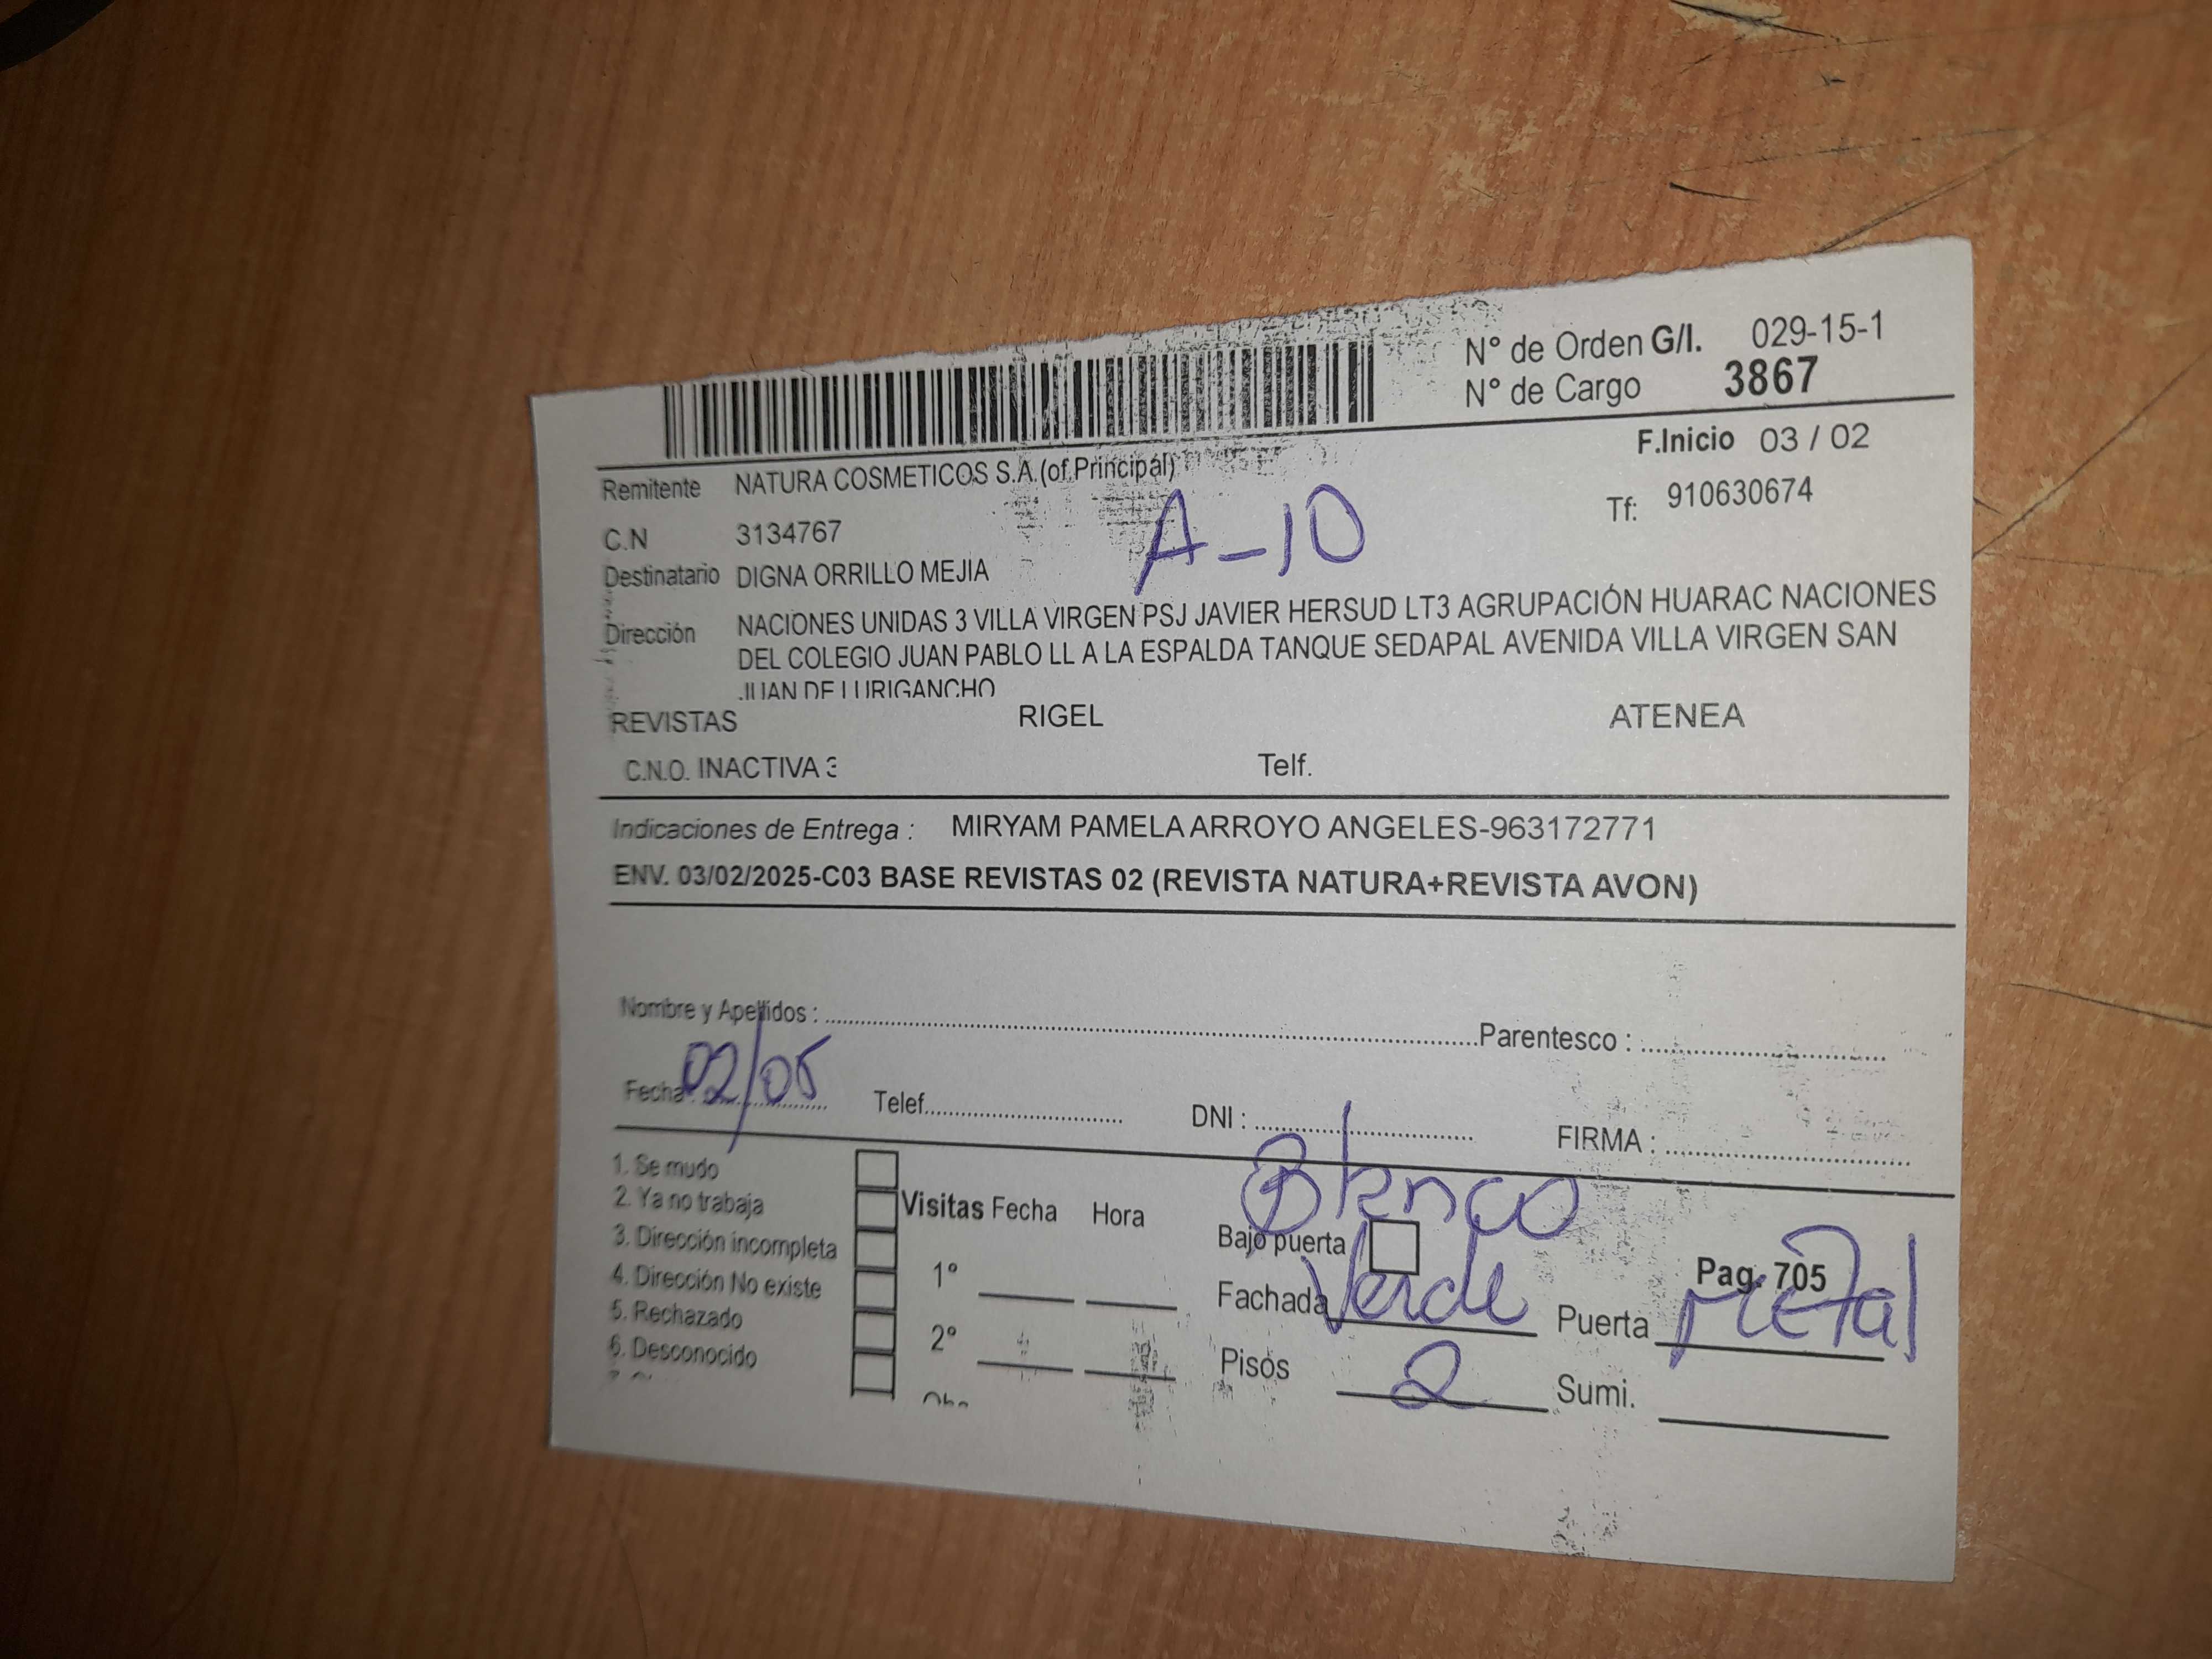 N° de Orden G/I. 029-15-1
N° de Cargo 3867
F.Inicio 03 / 02
Remitente NATURA COSMETICOS S.A.(of.Principal)
Tf: 910630674
C.N 3134767
A-10
Destinatario DIGNA ORRILLO MEJIA
Dirección NACIONES UNIDAS 3 VILLA VIRGEN PSJ JAVIER HERSUD LT3 AGRUPACIÓN HUARAC NACIONES
DEL COLEGIO JUAN PABLO LL A LA ESPALDA TANQUE SEDAPAL AVENIDA VILLA VIRGEN SAN
JUAN DE LURIGANCHO
REVISTAS RIGEL ATENEA
C.N.O. INACTIVA 3 Telf.
Indicaciones de Entrega : MIRYAM PAMELA ARROYO ANGELES-963172771
ENV. 03/02/2025-C03 BASE REVISTAS 02 (REVISTA NATURA+REVISTA AVON)
Nombre y Apellidos : Parentesco :
Fecha : 02/05 Telef. DNI : FIRMA :
1. Se mudo
2. Ya no trabaja
3. Dirección incompleta
4. Dirección No existe
5. Rechazado
6. Desconocido
Visitas Fecha Hora
1°
2°
Blanco
Bajo puerta
Pag. 705
Fachada Verde Puerta Metal
Pisos 2 Sumi.